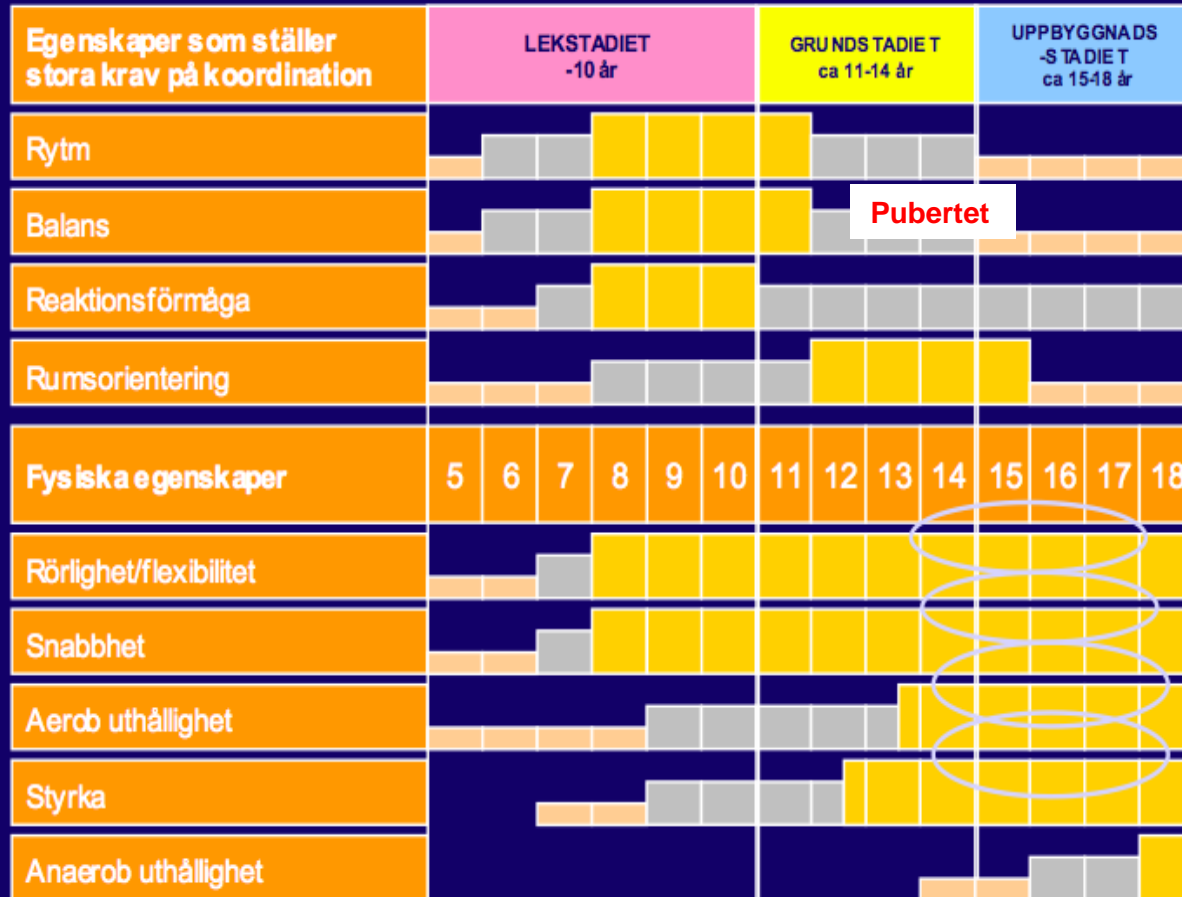 Egenskaper som ställer
stora krav på koordination
LEKSTADIET
-10 år
GRUNDSTADIET
ca 11-14 år
UPPBYGGNADS
-STADIET
ca 15-18 år
Rytm
Balans
Pubertet
Reaktionsförmåga
Rumsorientering
Fysiska egenskaper
5 6 7 8 9 10 11 12 13 14 15 16 17 18
Rörlighet/flexibilitet
Snabbhet
Aerob uthållighet
Styrka
Anaerob uthållighet